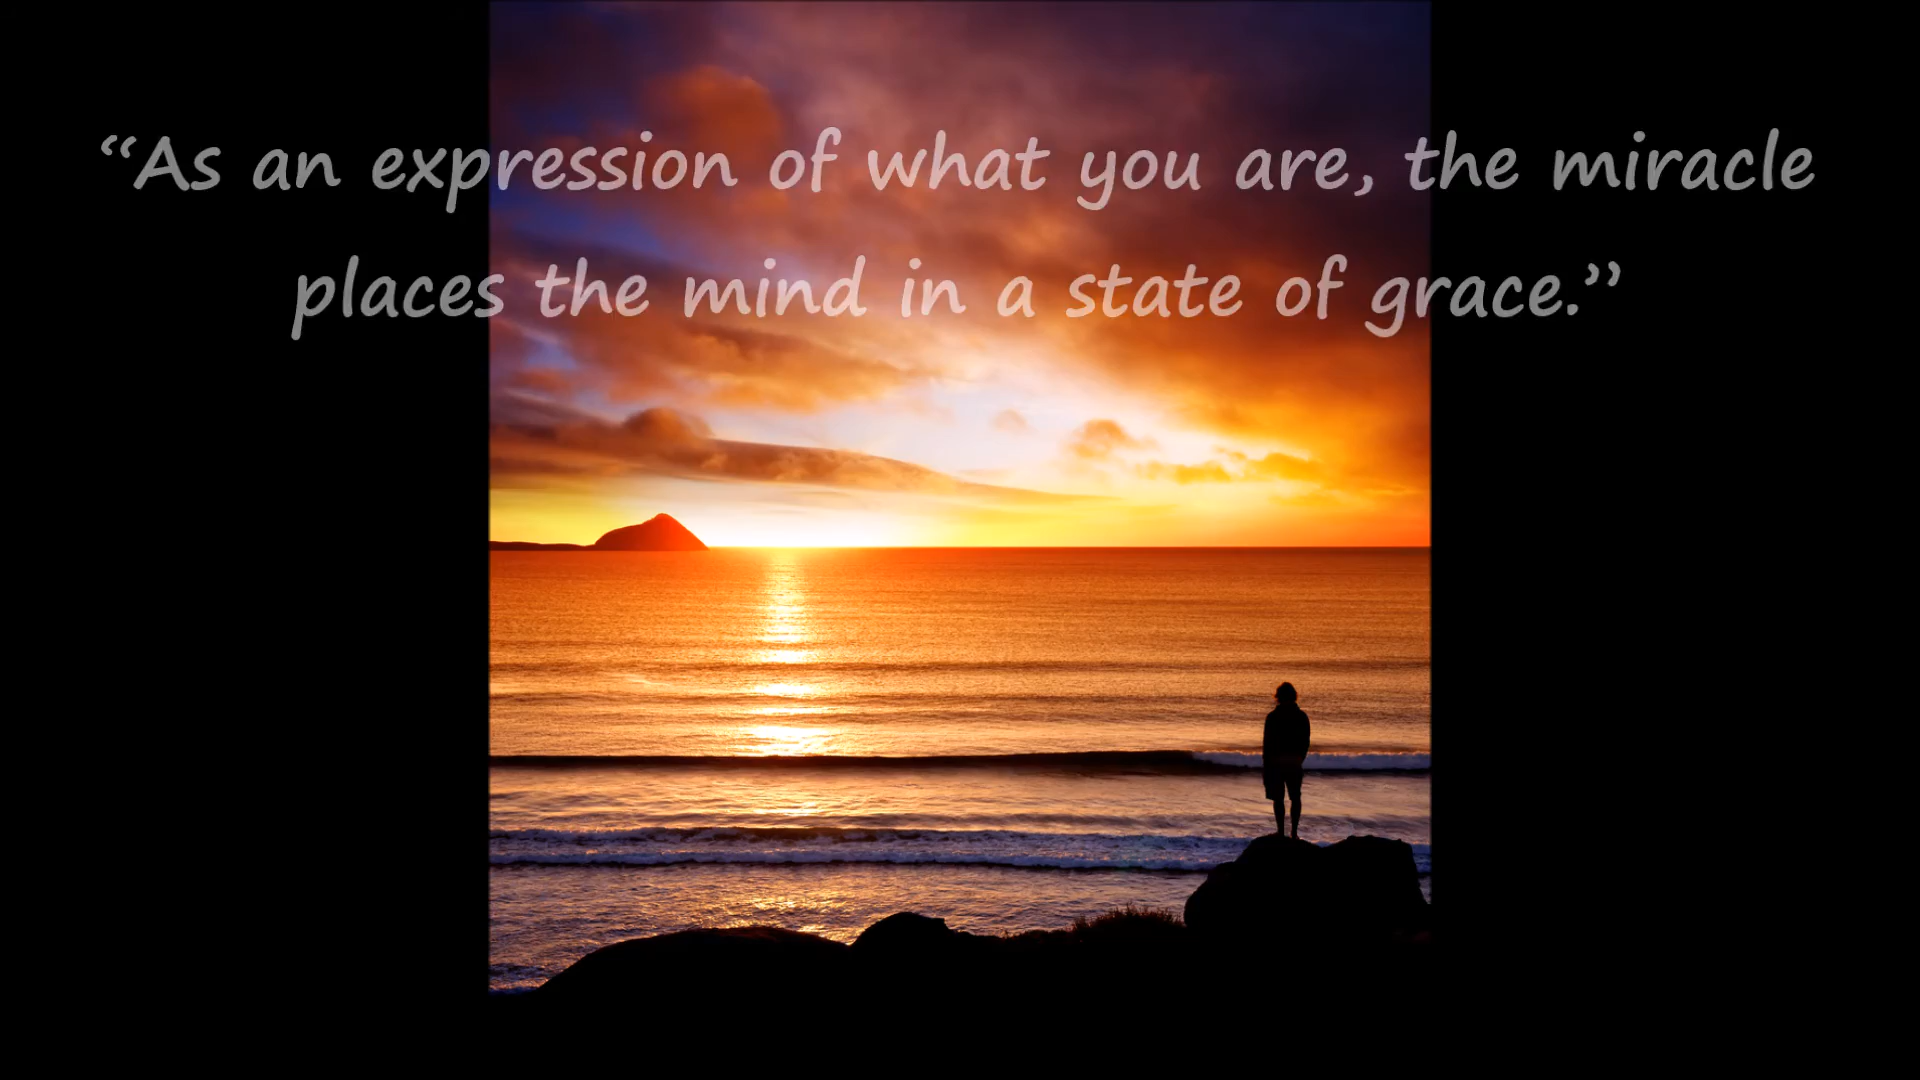 “As an expression of what you are, the miracle
places the mind in a state of grace.”